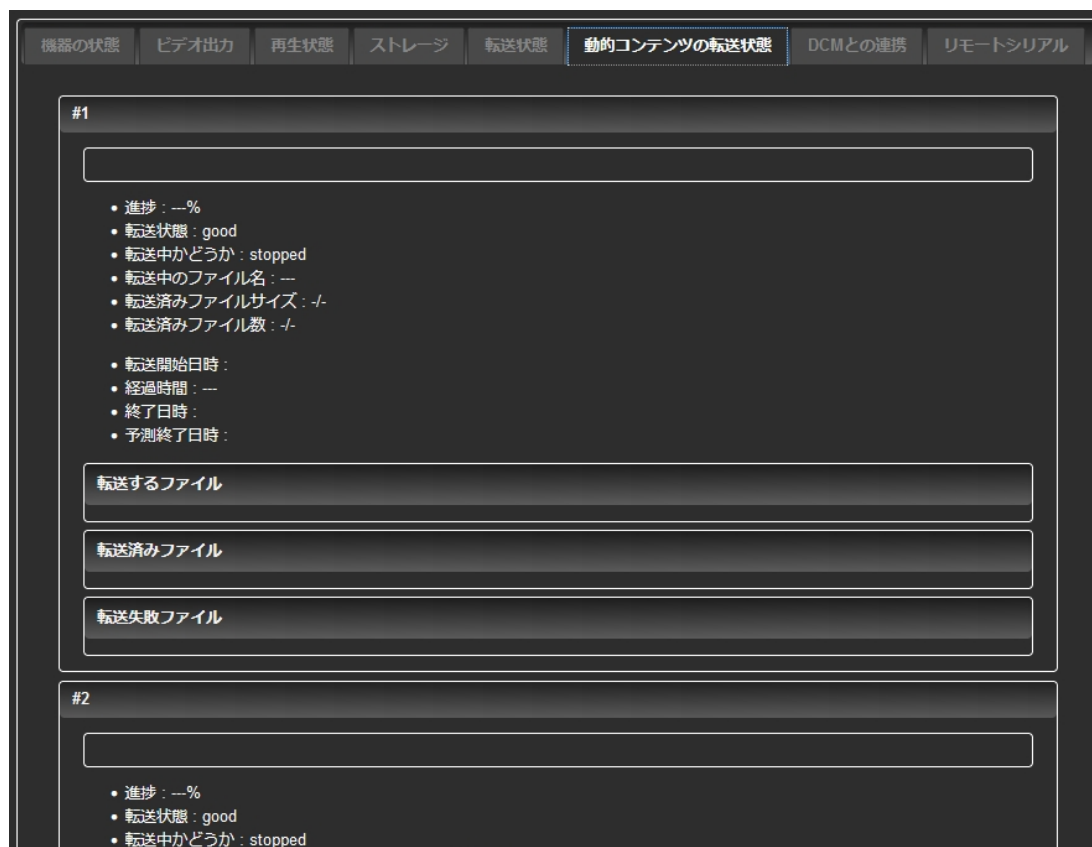 機器の状態 ビデオ出力 再生状態 ストレージ 転送状態 動的コンテンツの転送状態 DCMとの連携 リモートシリアル
#1
進捗 : ---%
転送状態 : good
転送中かどうか : stopped
転送中のファイル名 : ---
転送済みファイルサイズ : -/-
転送済みファイル数 : -/-
転送開始日時 :
経過時間 : ---
終了日時 :
予測終了日時 :
転送するファイル
転送済みファイル
転送失敗ファイル
#2
進捗 : ---%
転送状態 : good
転送中かどうか : stopped